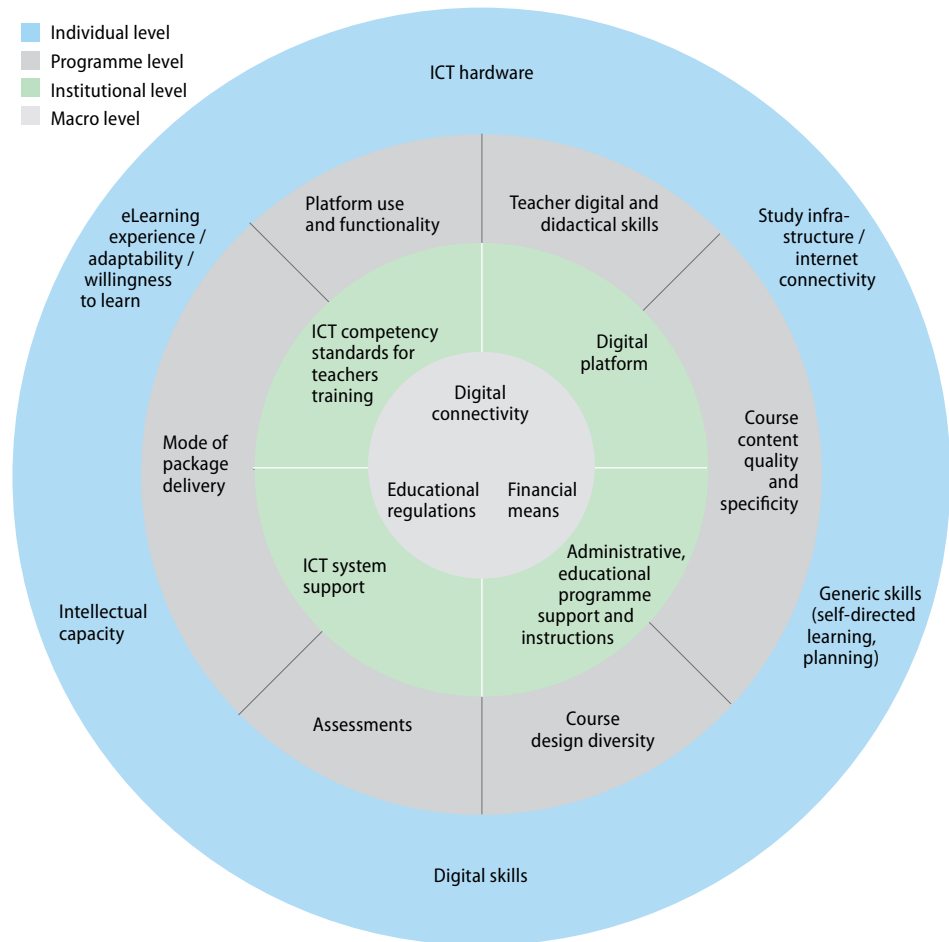 Individual level
Programme level
Institutional level
Macro level
ICT hardware
Platform use
and functionality
Teacher digital and
didactical skills
eLearning
experience /
adaptability /
willingness
to learn
Study infra-
structure /
internet
connectivity
ICT competency
standards for
teachers
training
Digital
platform
Digital
connectivity
Mode of
package
delivery
Course
content
quality
and
specificity
Educational
regulations
Financial
means
ICT system
support
Administrative,
educational
programme
support and
instructions
Intellectual
capacity
Generic skills
(self-directed
learning,
planning)
Assessments
Course
design diversity
Digital skills